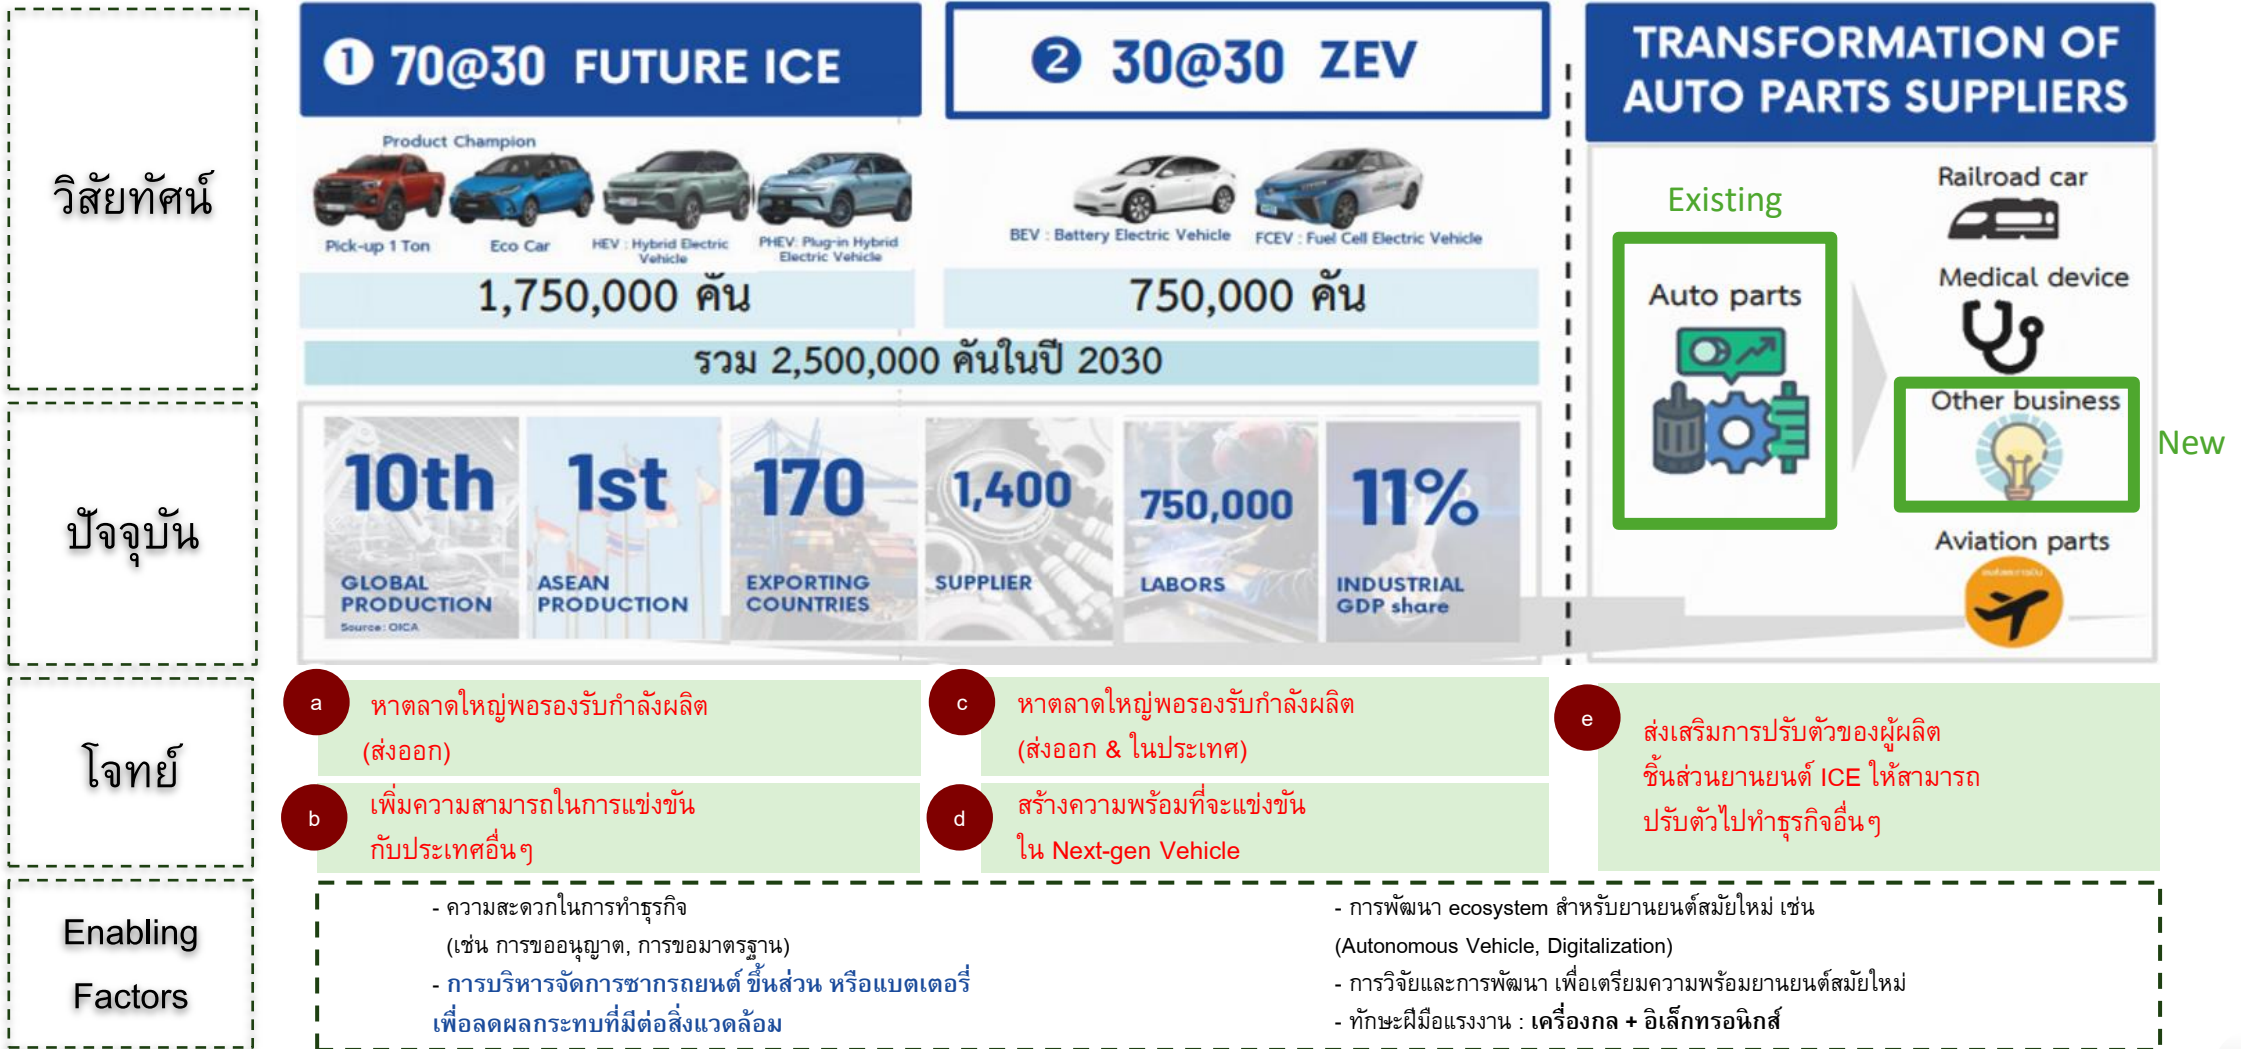 วิสัยทัศน์
❶ 70@30 FUTURE ICE
Product Champion
Pick-up 1 Ton
Eco Car
HEV : Hybrid Electric
Vehicle
PHEV: Plug-in Hybrid
Electric Vehicle
1,750,000 คัน
❷ 30@30 ZEV
BEV : Battery Electric Vehicle
FCEV : Fuel Cell Electric Vehicle
750,000 คัน
รวม 2,500,000 คันในปี 2030
TRANSFORMATION OF
AUTO PARTS SUPPLIERS
Existing
Auto parts
Railroad car
Medical device
Other business
New
Aviation parts
ปัจจุบัน
10th
GLOBAL
PRODUCTION
Source: OICA
1st
ASEAN
PRODUCTION
170
EXPORTING
COUNTRIES
1,400
SUPPLIER
750,000
LABORS
11%
INDUSTRIAL
GDP share
โจทย์
a
หาตลาดใหญ่พอรองรับกำลังผลิต
(ส่งออก)
b
เพิ่มความสามารถในการแข่งขัน
กับประเทศอื่นๆ
c
หาตลาดใหญ่พอรองรับกำลังผลิต
(ส่งออก & ในประเทศ)
d
สร้างความพร้อมที่จะแข่งขัน
ใน Next-gen Vehicle
e
ส่งเสริมการปรับตัวของผู้ผลิต
ชิ้นส่วนยานยนต์ ICE ให้สามารถ
ปรับตัวไปทำธุรกิจอื่นๆ
Enabling
Factors
- ความสะดวกในการทำธุรกิจ
(เช่น การขออนุญาต, การขอมาตรฐาน)
- การบริหารจัดการซากรถยนต์ ขึ้นส่วน หรือแบตเตอรี่
เพื่อลดผลกระทบที่มีต่อสิ่งแวดล้อม
- การพัฒนา ecosystem สำหรับยานยนต์สมัยใหม่ เช่น
(Autonomous Vehicle, Digitalization)
- การวิจัยและการพัฒนา เพื่อเตรียมความพร้อมยานยนต์สมัยใหม่
- ทักษะฝีมือแรงงาน : เครื่องกล + อิเล็กทรอนิกส์